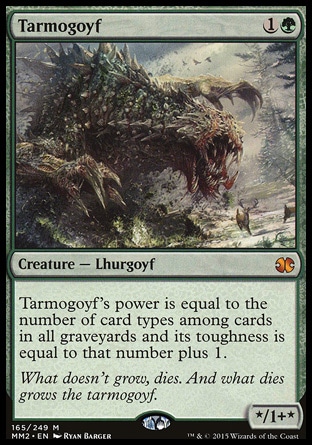 Tarmogoyf 1
Creature — Lhurgoyf
Tarmogoyf's power is equal to the
number of card types among cards
in all graveyards and its toughness is
equal to that number plus 1.
What doesn't grow, dies. And what dies
grows the tarmogoyf.
*/1+*
165/249 M
MM2 • EN Ryan Barger ™ & © 2015 Wizards of the Coast